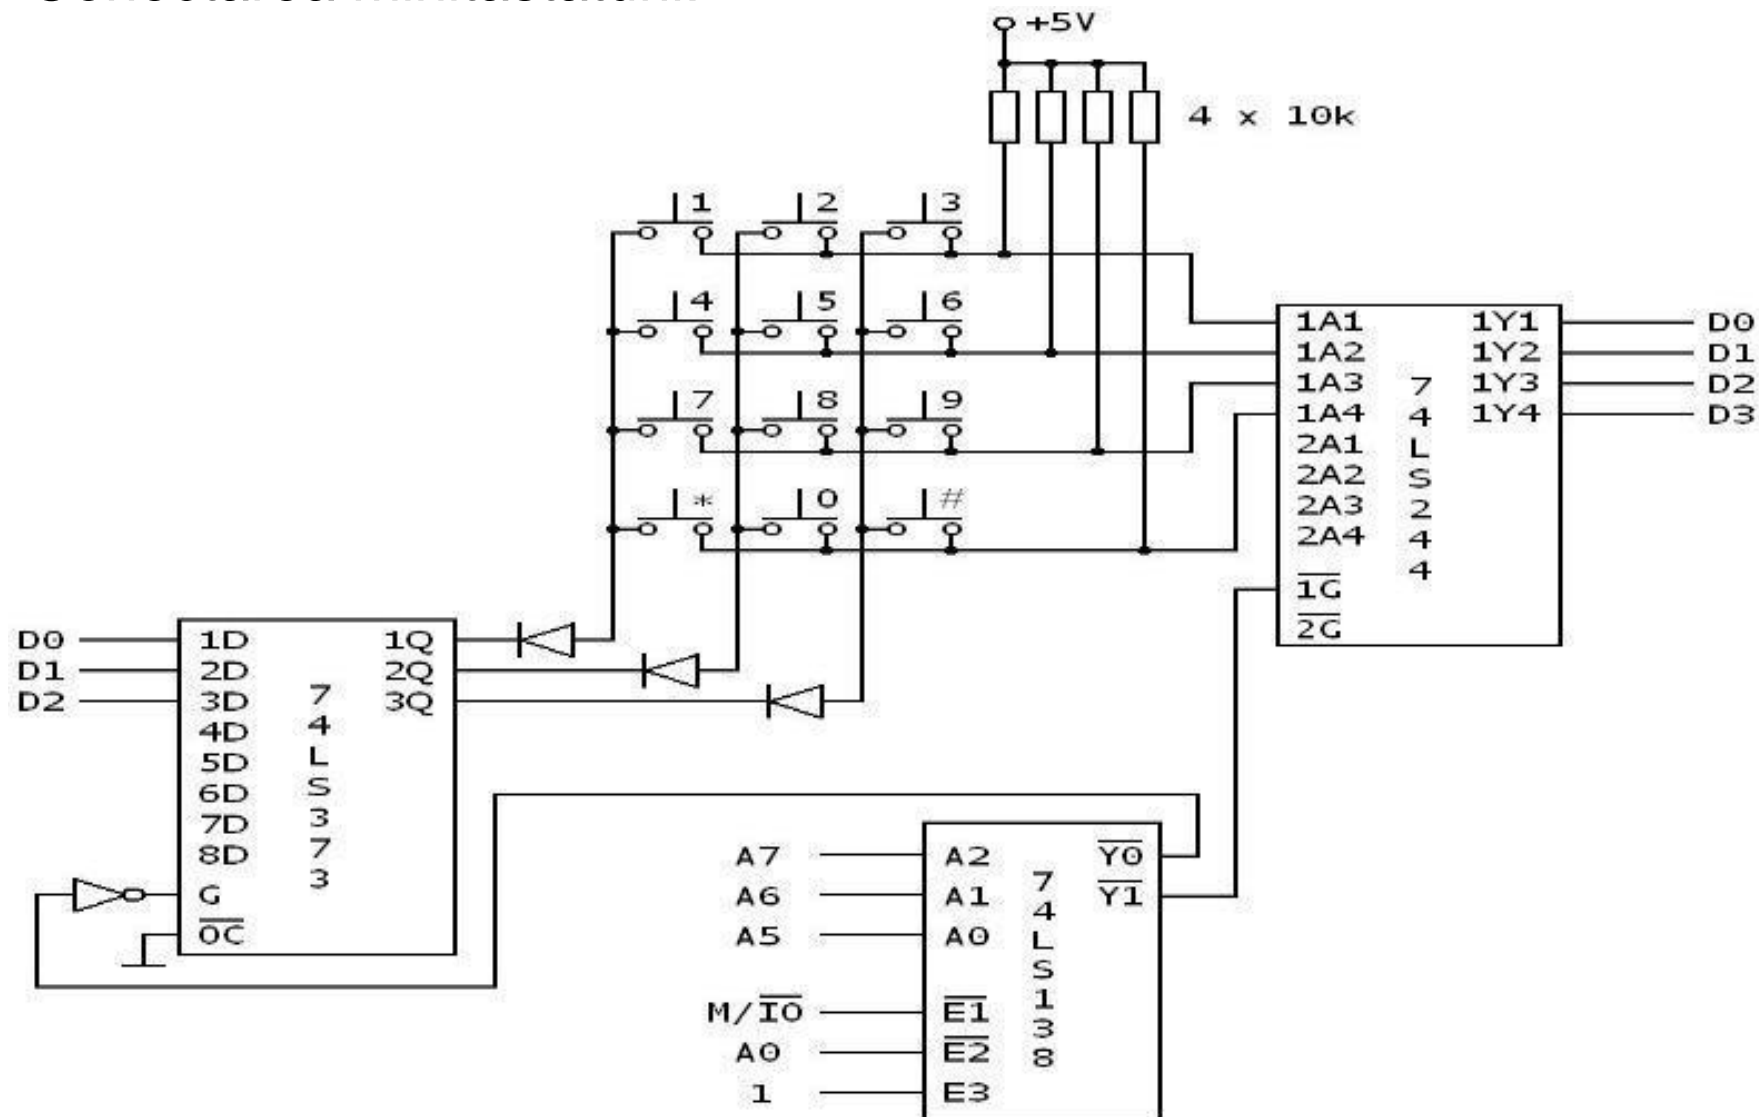 +5V
4 x 10k
1 2 3
4 5 6
7 8 9
* 0 #
1A1 1Y1 D0
1A2 1Y2 D1
1A3 1Y3 D2
1A4 1Y4 D3
2A1
2A2
2A3
2A4
1G
2G
74LS244
D0 1D 1Q
D1 2D 2Q
D2 3D 3Q
4D
5D
6D
7D
8D
G
OC
74LS373
A7 A2 Y0
A6 A1 Y1
A5 A0
M/IO E1
A0 E2
1 E3
74LS138